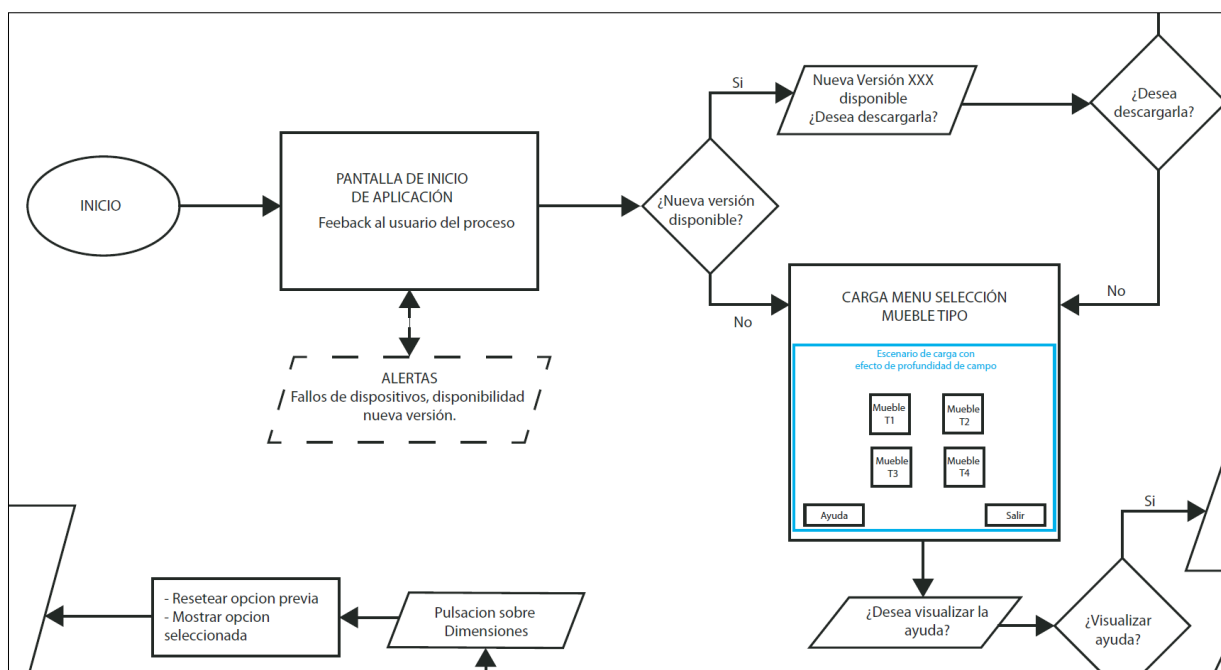 INICIO
PANTALLA DE INICIO
DE APLICACIÓN
Feeback al usuario del proceso
ALERTAS
Fallos de dispositivos, disponibilidad
nueva versión.
¿Nueva versión
disponible?
Si
No
Nueva Versión XXX
disponible
¿Desea descargarla?
¿Desea
descargarla?
No
CARGA MENU SELECCIÓN
MUEBLE TIPO
Escenario de carga con
efecto de profundidad de campo
Mueble
T1
Mueble
T2
Mueble
T3
Mueble
T4
Ayuda
Salir
¿Desea visualizar la
ayuda?
¿Visualizar
ayuda?
Si
Pulsacion sobre
Dimensiones
- Resetear opcion previa
- Mostrar opcion
seleccionada